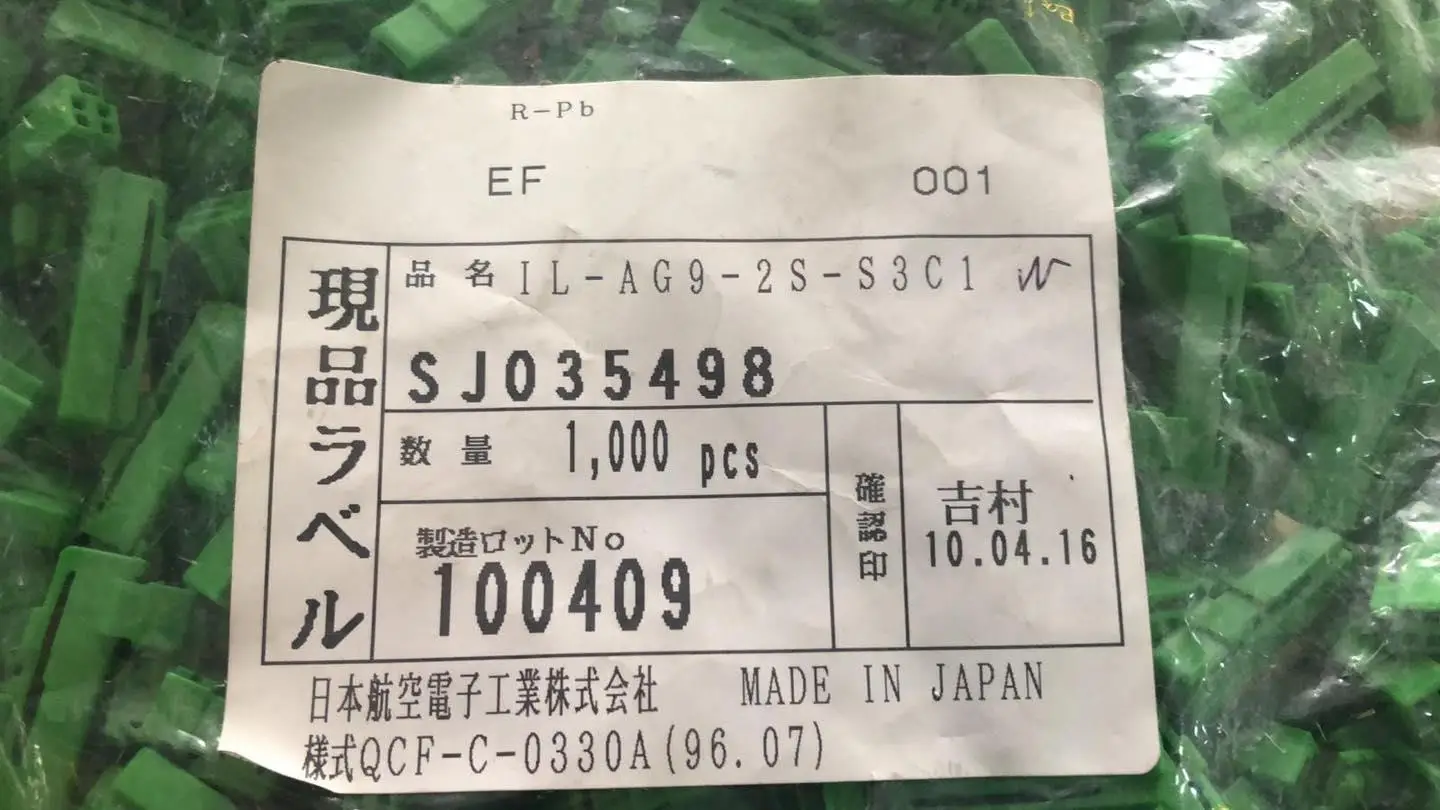 R-Pb
EF 001
現品ラベル
品名 IL-AG9-2S-S3C1
SJ035498
数量 1,000 pcs
製造ロットNo
100409
確認印
吉村
10.04.16
日本航空電子工業株式会社 MADE IN JAPAN
様式QCF-C-0330A(96.07)